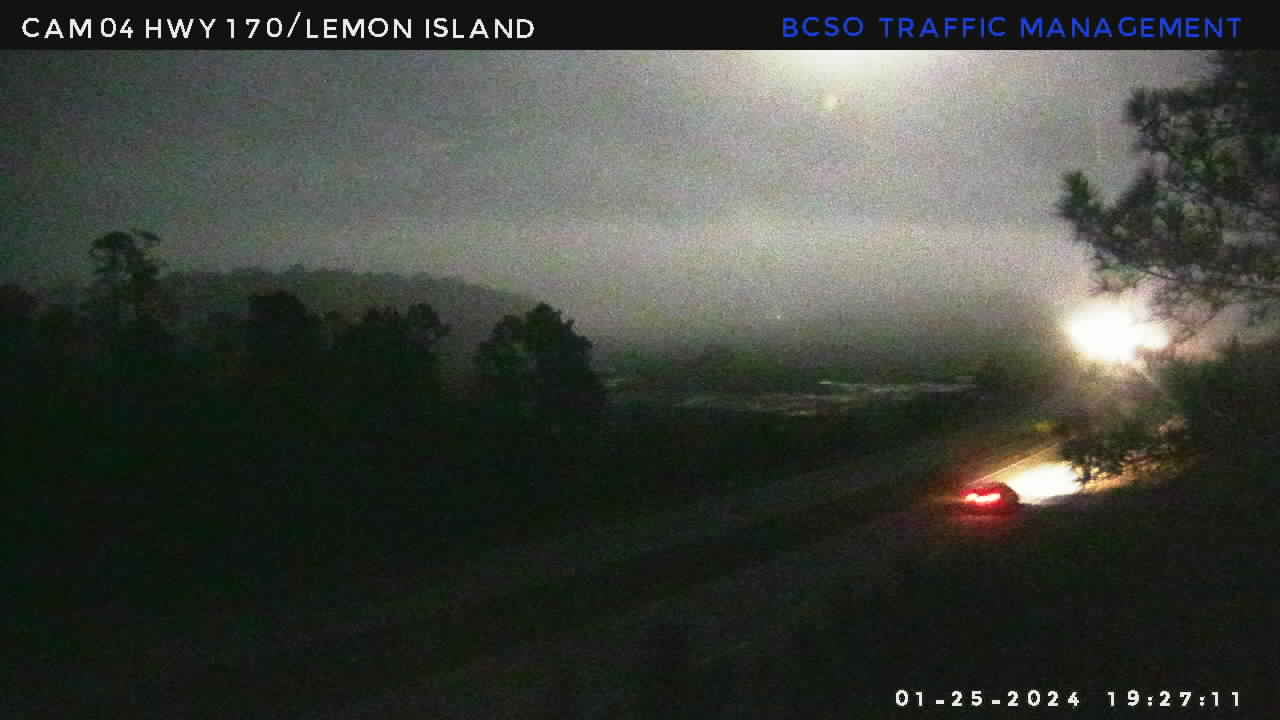 CAM04 HWY 170/LEMON ISLAND
BCSO TRAFFIC MANAGEMENT
01-25-2024 19:27:11